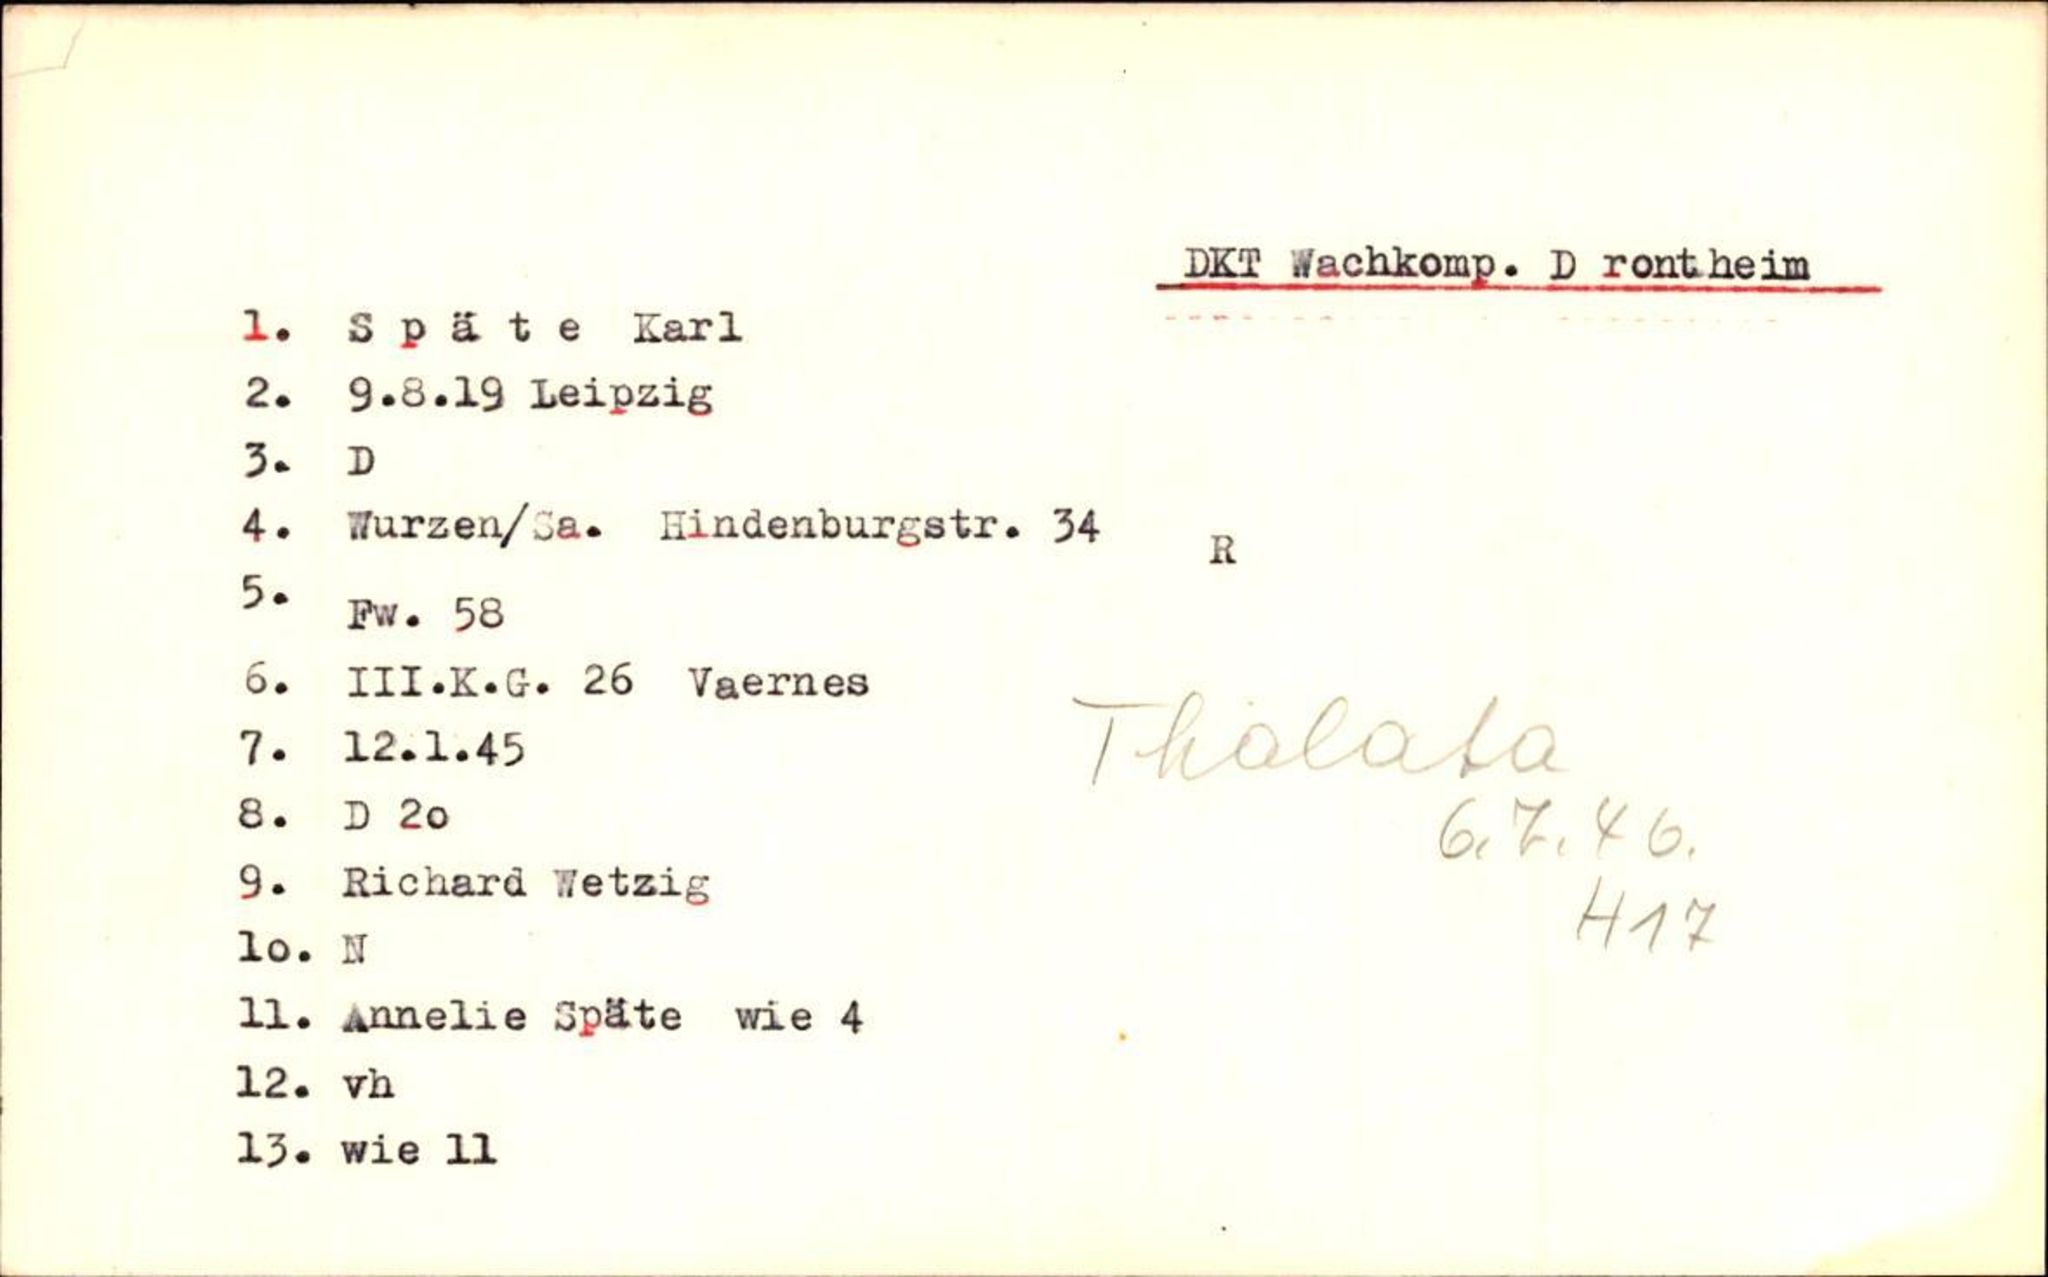 DKT Wachkomp. D rontheim
1. S p ä t e Karl
2. 9.8.19 Leipzig
3. D
4. Wurzen/Sa. Hindenburgstr. 34 R
5. Fw. 58
6. III.K.G. 26 Vaernes
7. 12.1.45
8. D 2o
9. Richard Wetzig
1o. N
11. Annelie Späte wie 4
12. vh
13. wie 11
Thalata
6.7.46.
H17